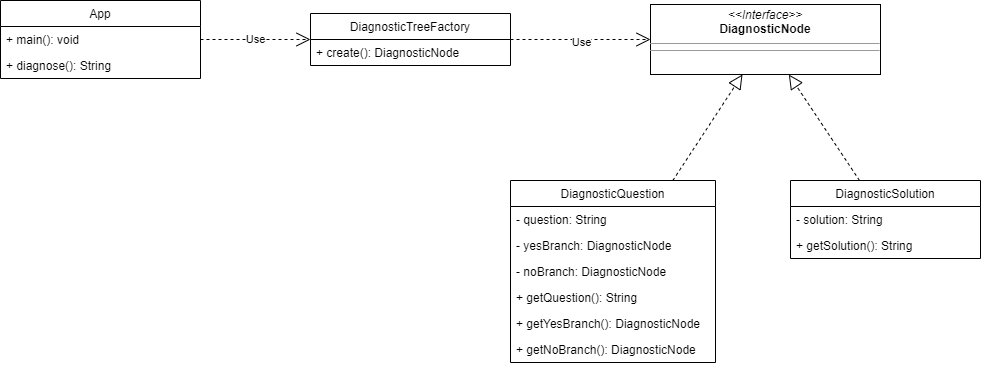 App
+ main(): void
+ diagnose(): String
Use
DiagnosticTreeFactory
+ create(): DiagnosticNode
Use
<<Interface>>
DiagnosticNode
DiagnosticQuestion
- question: String
- yesBranch: DiagnosticNode
- noBranch: DiagnosticNode
+ getQuestion(): String
+ getYesBranch(): DiagnosticNode
+ getNoBranch(): DiagnosticNode
DiagnosticSolution
- solution: String
+ getSolution(): String